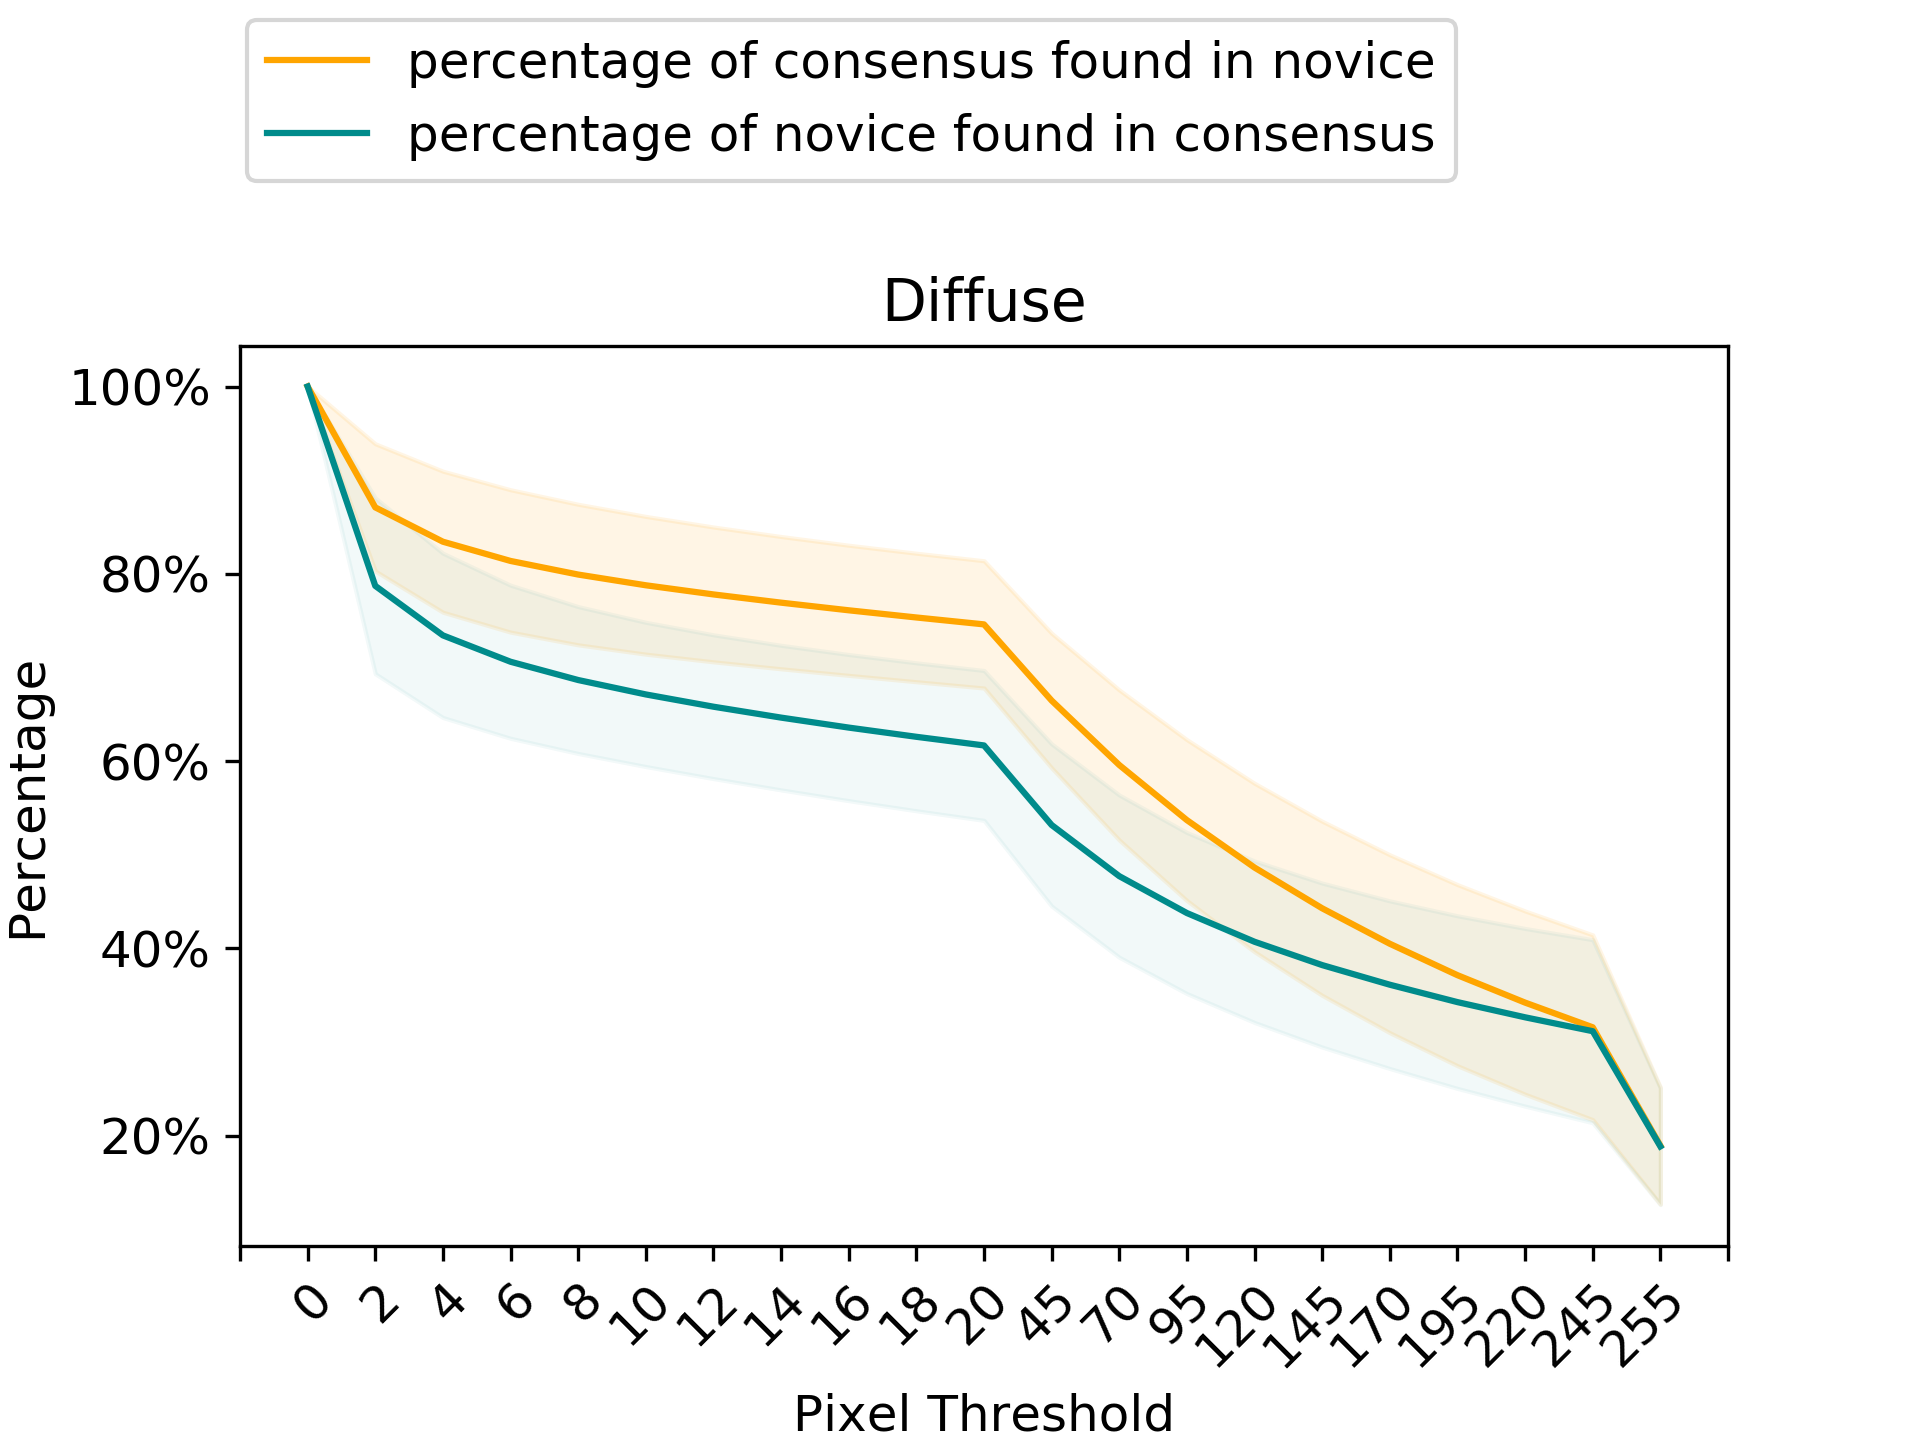 percentage of consensus found in novice
percentage of novice found in consensus
Diffuse
100%
80%
60%
40%
20%
Percentage
0 2 4 6 8 10 12 14 16 18 20 45 70 95 120 145 170 195 220 245 255
Pixel Threshold